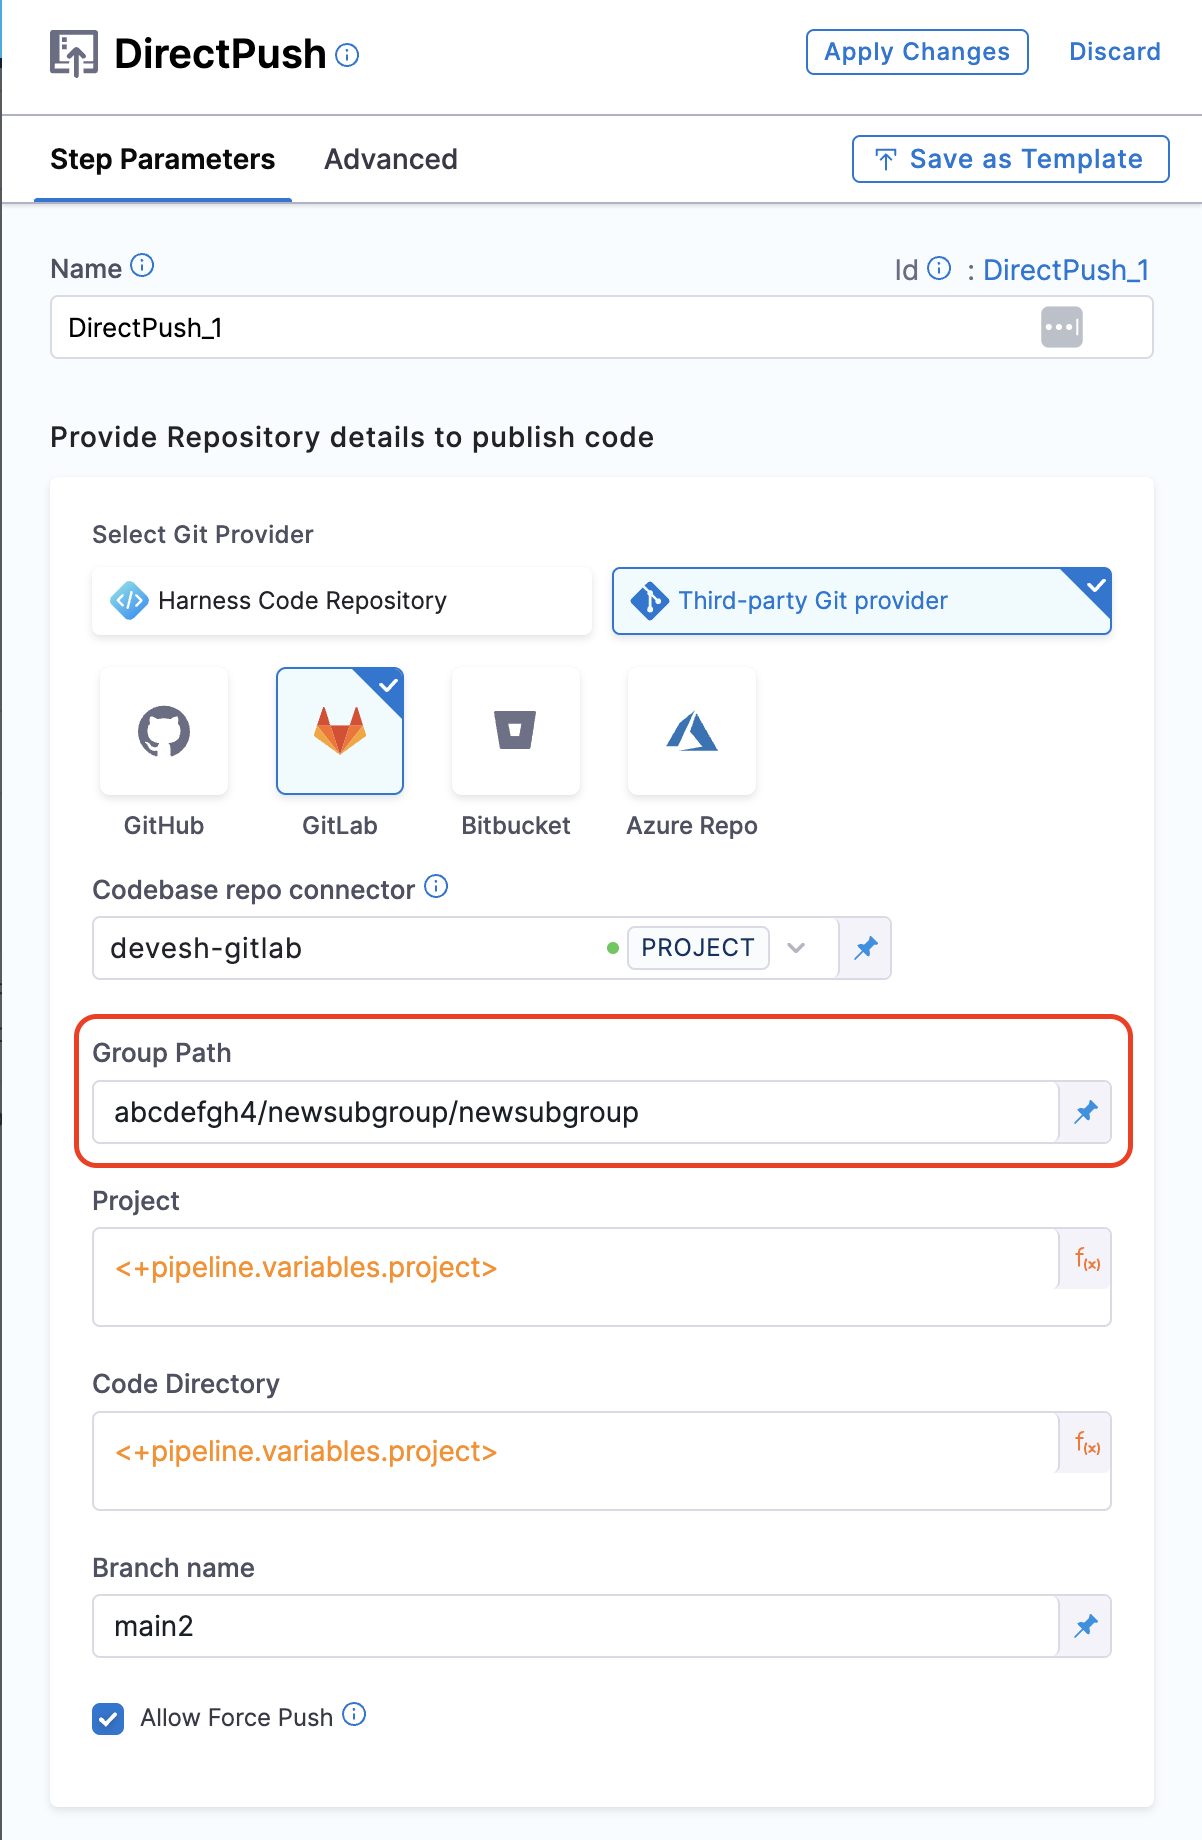 DirectPush
Apply Changes
Discard
Step Parameters
Advanced
Save as Template
Name
Id : DirectPush_1
DirectPush_1
Provide Repository details to publish code
Select Git Provider
Harness Code Repository
Third-party Git provider
GitHub
GitLab
Bitbucket
Azure Repo
Codebase repo connector
devesh-gitlab
PROJECT
Group Path
abcdefgh4/newsubgroup/newsubgroup
Project
<+pipeline.variables.project>
f(x)
Code Directory
<+pipeline.variables.project>
f(x)
Branch name
main2
Allow Force Push